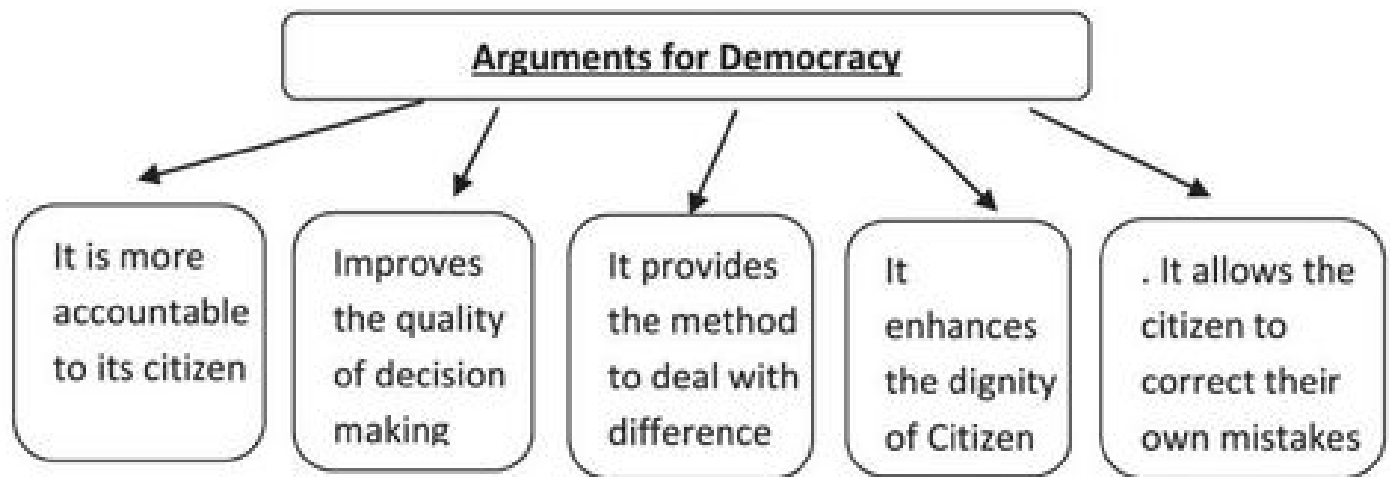 Arguments for Democracy
It is more
accountable
to its citizen
Improves
the quality
of decision
making
It provides
the method
to deal with
difference
It
enhances
the dignity
of Citizen
. It allows the
citizen to
correct their
own mistakes